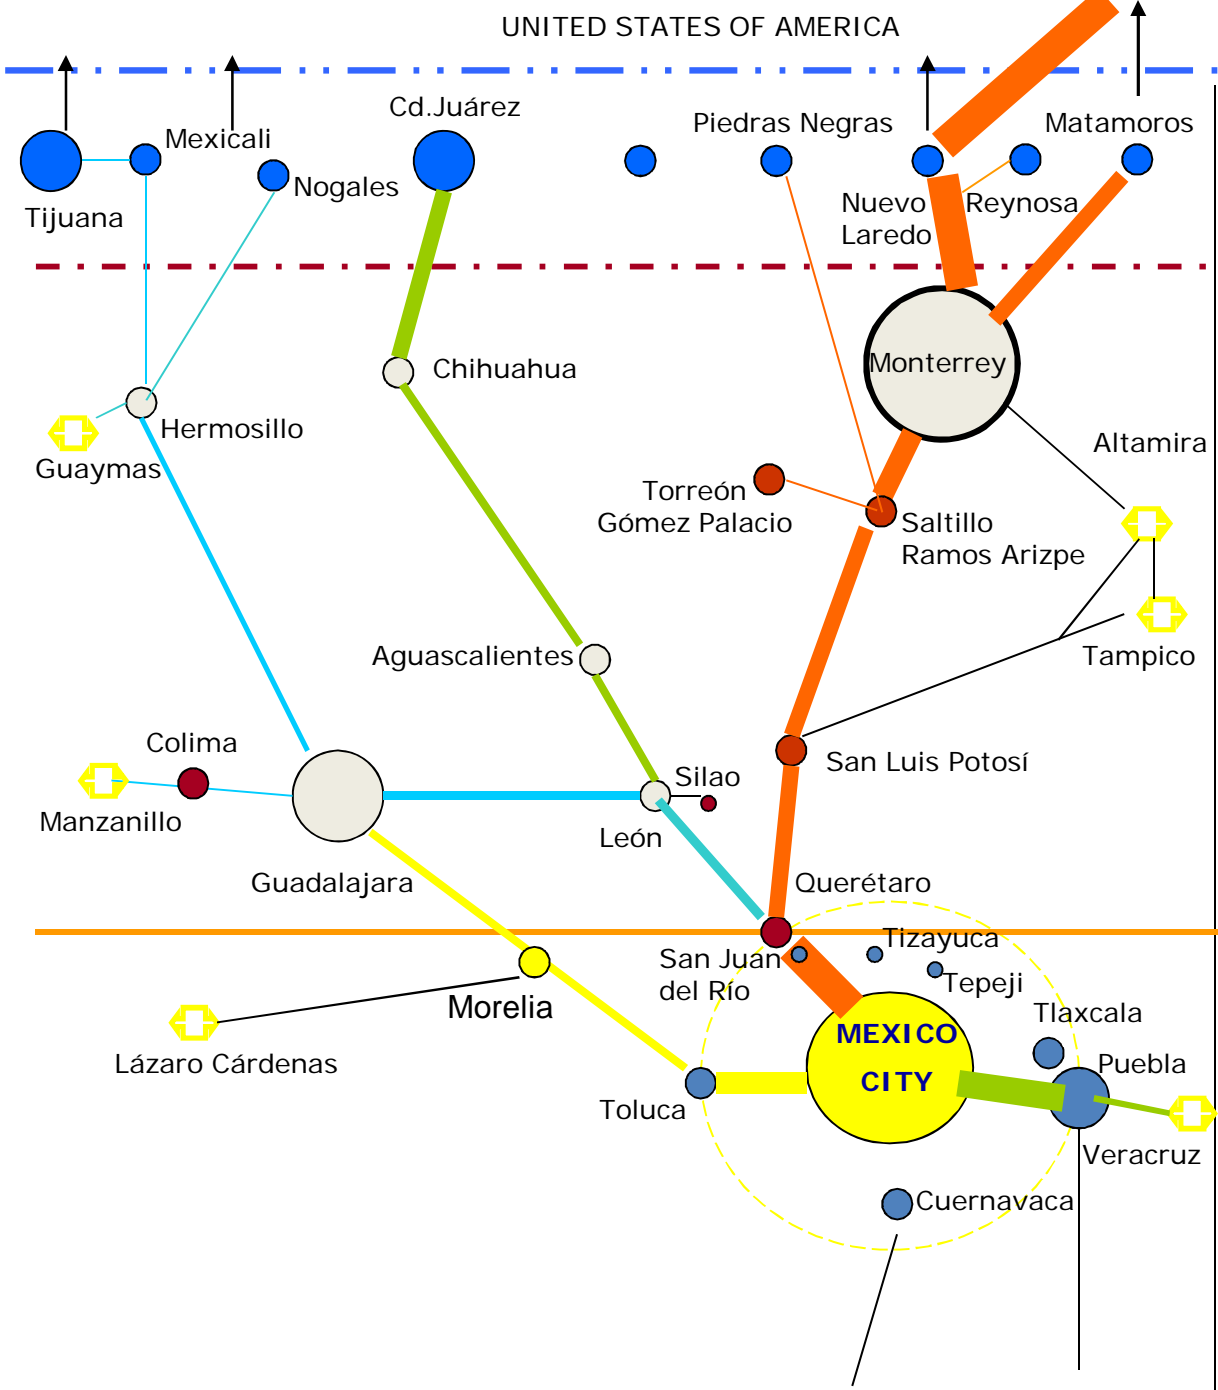 UNITED STATES OF AMERICA
Cd.Juárez
Piedras Negras
Matamoros
Mexicali
Nogales
Tijuana
Nuevo
Laredo
Reynosa
Monterrey
Chihuahua
Hermosillo
Guaymas
Altamira
Torreón
Gómez Palacio
Saltillo
Ramos Arizpe
Aguascalientes
Tampico
Colima
San Luis Potosí
Silao
Manzanillo
León
Guadalajara
Querétaro
Tizayuca
San Juan
del Río
Tepeji
Morelia
Tlaxcala
MEXICO
CITY
Lázaro Cárdenas
Puebla
Toluca
Veracruz
Cuernavaca